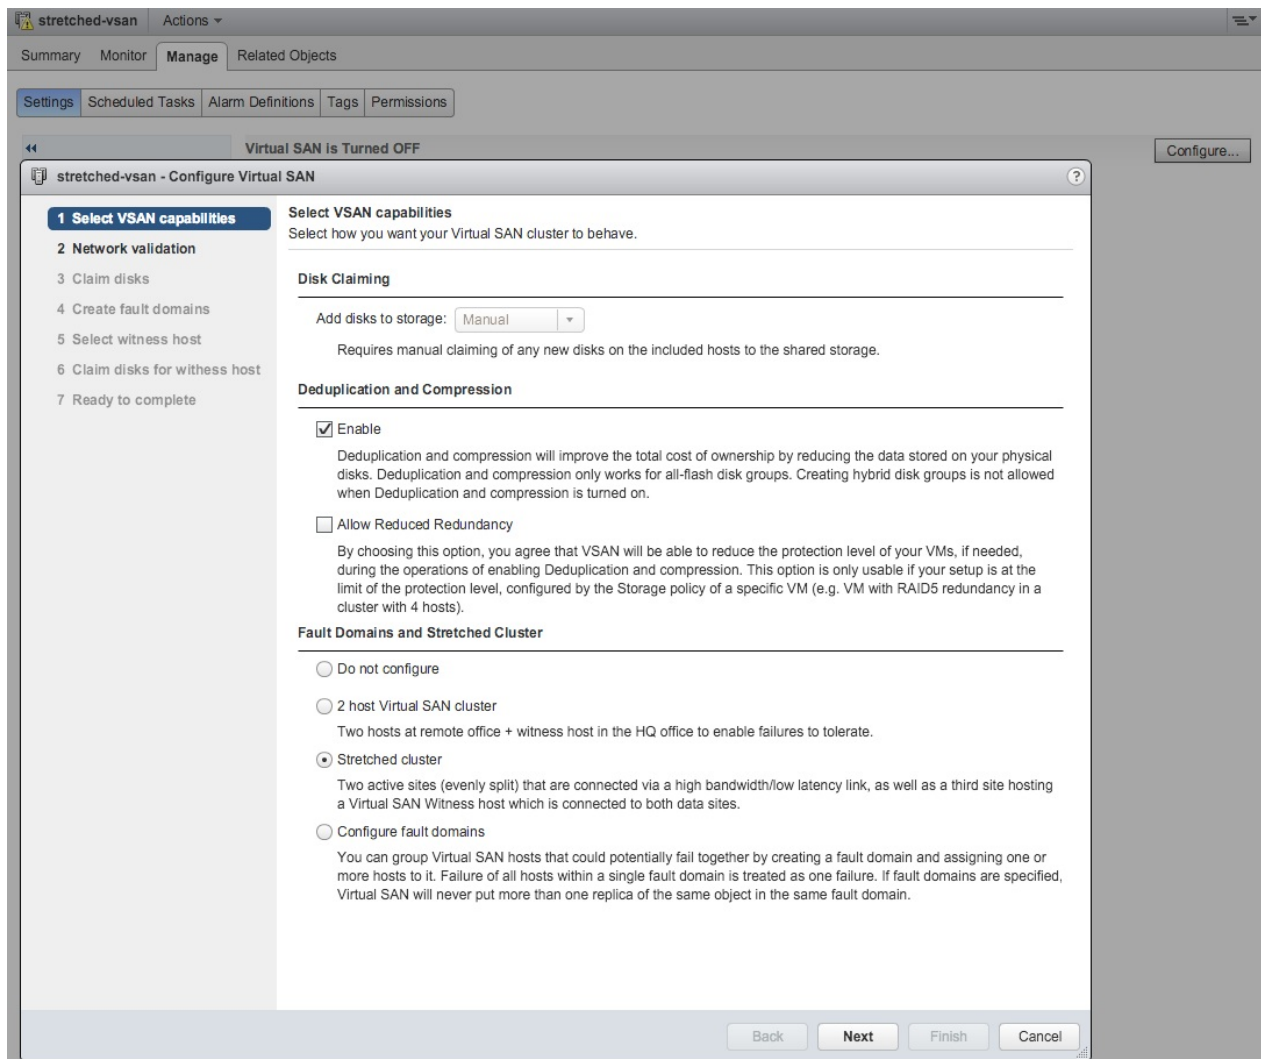 stretched-vsan Actions
Summary Monitor Manage Related Objects
Settings Scheduled Tasks Alarm Definitions Tags Permissions
Virtual SAN is Turned OFF
Configure...
stretched-vsan - Configure Virtual SAN
?
1 Select VSAN capabilities
2 Network validation
3 Claim disks
4 Create fault domains
5 Select witness host
6 Claim disks for withess host
7 Ready to complete
Select VSAN capabilities
Select how you want your Virtual SAN cluster to behave.
Disk Claiming
Add disks to storage: Manual
Requires manual claiming of any new disks on the included hosts to the shared storage.
Deduplication and Compression
Enable
Deduplication and compression will improve the total cost of ownership by reducing the data stored on your physical
disks. Deduplication and compression only works for all-flash disk groups. Creating hybrid disk groups is not allowed
when Deduplication and compression is turned on.
Allow Reduced Redundancy
By choosing this option, you agree that VSAN will be able to reduce the protection level of your VMs, if needed,
during the operations of enabling Deduplication and compression. This option is only usable if your setup is at the
limit of the protection level, configured by the Storage policy of a specific VM (e.g. VM with RAID5 redundancy in a
cluster with 4 hosts).
Fault Domains and Stretched Cluster
Do not configure
2 host Virtual SAN cluster
Two hosts at remote office + witness host in the HQ office to enable failures to tolerate.
Stretched cluster
Two active sites (evenly split) that are connected via a high bandwidth/low latency link, as well as a third site hosting
a Virtual SAN Witness host which is connected to both data sites.
Configure fault domains
You can group Virtual SAN hosts that could potentially fail together by creating a fault domain and assigning one or
more hosts to it. Failure of all hosts within a single fault domain is treated as one failure. If fault domains are specified,
Virtual SAN will never put more than one replica of the same object in the same fault domain.
Back Next Finish Cancel